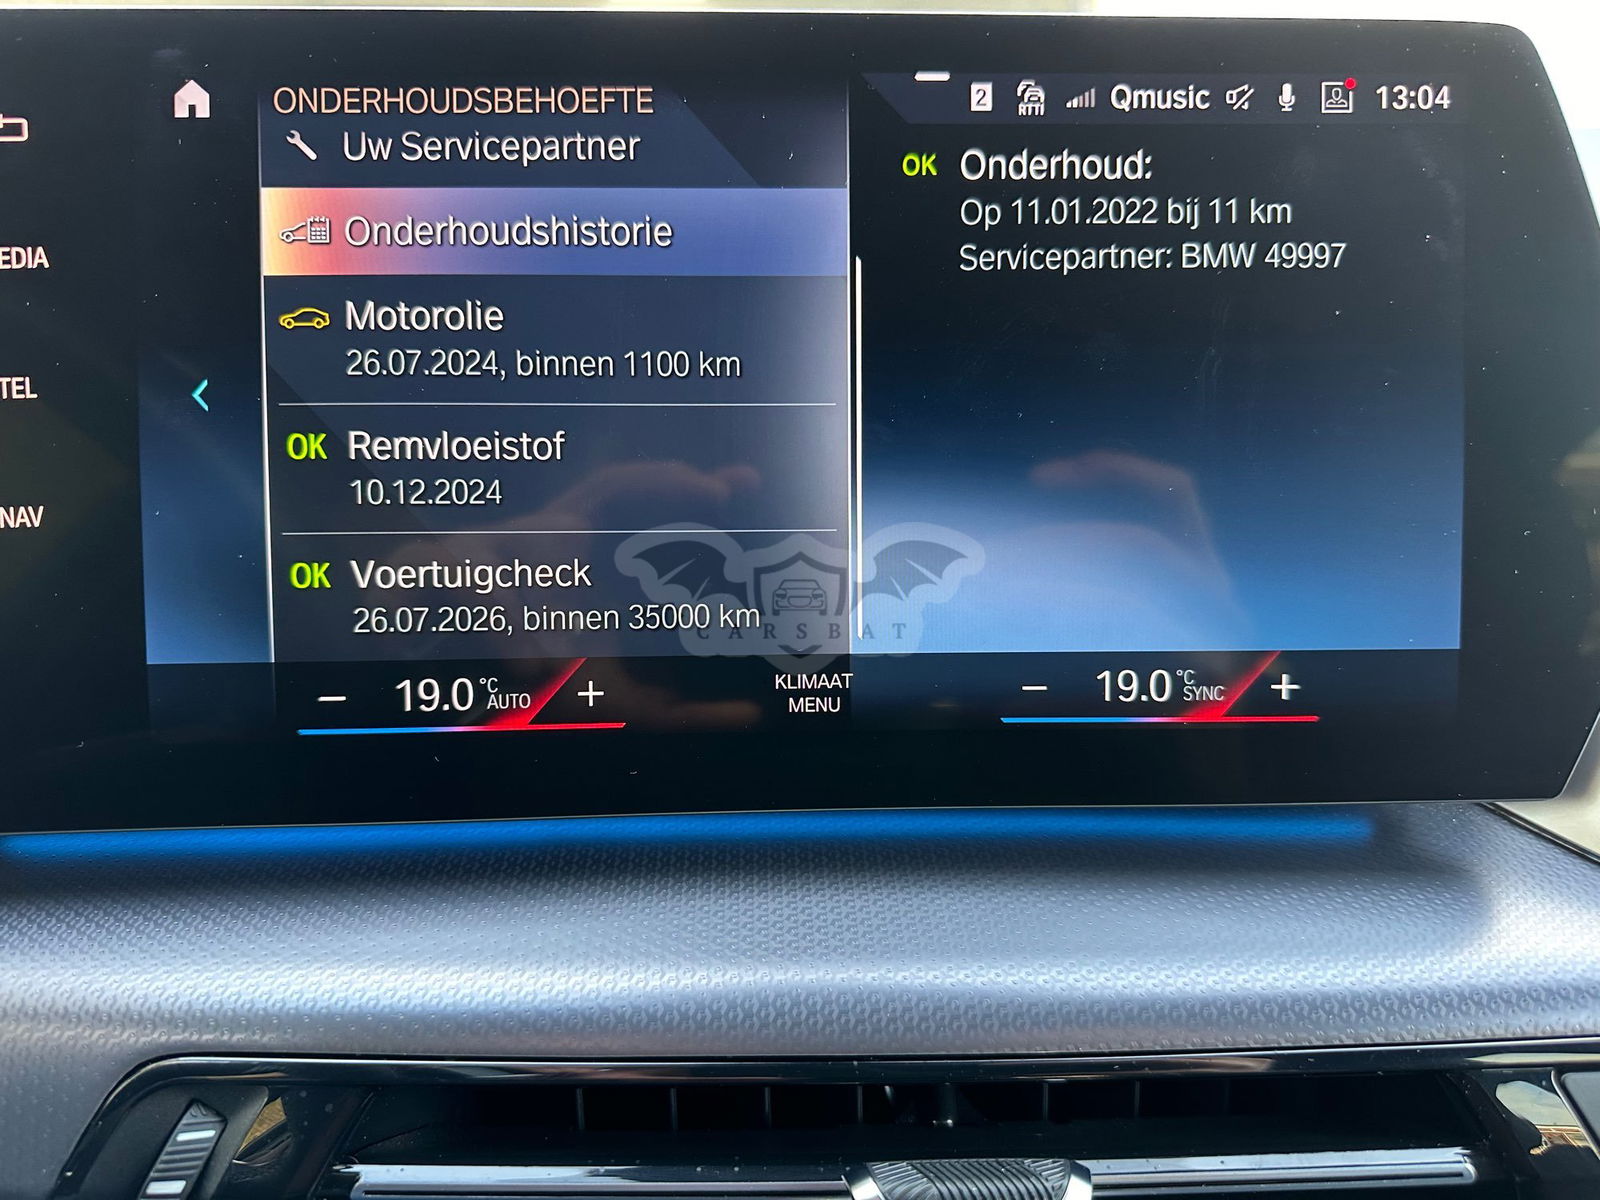 ONDERHOUDSBEHOEFTE
Uw Servicepartner
Onderhoudshistorie
Motorolie
26.07.2024, binnen 1100 km
OK Remvloeistof
10.12.2024
OK Voertuigcheck
26.07.2026, binnen 35000 km
2 RTTI Qmusic 13:04
OK Onderhoud:
Op 11.01.2022 bij 11 km
Servicepartner: BMW 49997
EDIA
TEL
NAV
CARSBAT
− 19.0 °C AUTO +
KLIMAAT
MENU
− 19.0 °C SYNC +